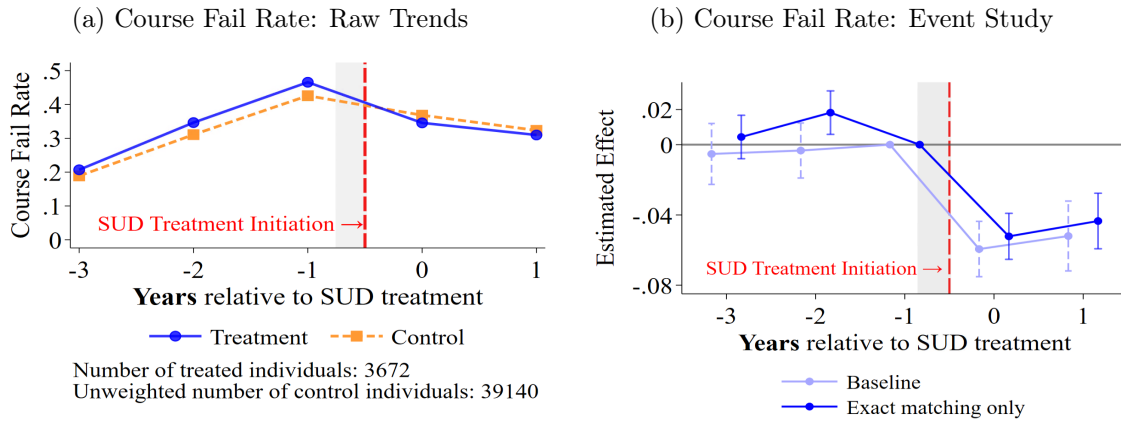 (a) Course Fail Rate: Raw Trends
Course Fail Rate
.5
.4
.3
.2
.1
0
SUD Treatment Initiation →
-3 -2 -1 0 1
Years relative to SUD treatment
Treatment Control
Number of treated individuals: 3672
Unweighted number of control individuals: 39140
(b) Course Fail Rate: Event Study
Estimated Effect
.02
0
-.04
-.08
SUD Treatment Initiation →
-3 -2 -1 0 1
Years relative to SUD treatment
Baseline
Exact matching only